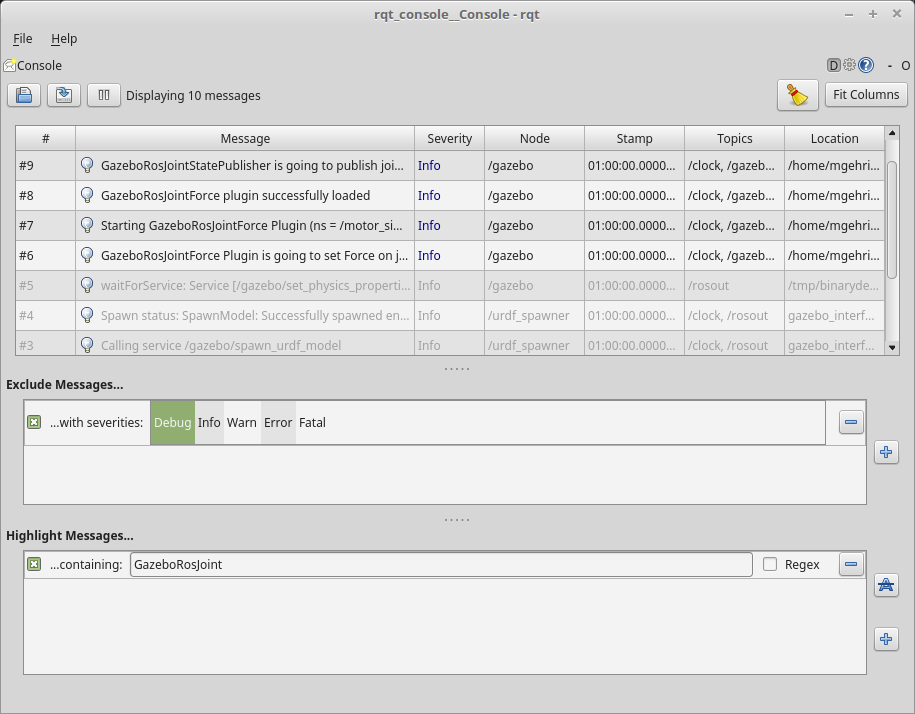 rqt_console__Console - rqt
File Help
Console D ? - O
Displaying 10 messages Fit Columns
# Message Severity Node Stamp Topics Location
#9 GazeboRosJointStatePublisher is going to publish joi... Info /gazebo 01:00:00.0000... /clock, /gazeb... /home/mgehri...
#8 GazeboRosJointForce plugin successfully loaded Info /gazebo 01:00:00.0000... /clock, /gazeb... /home/mgehri...
#7 Starting GazeboRosJointForce Plugin (ns = /motor_si... Info /gazebo 01:00:00.0000... /clock, /gazeb... /home/mgehri...
#6 GazeboRosJointForce Plugin is going to set Force on j... Info /gazebo 01:00:00.0000... /clock, /gazeb... /home/mgehri...
#5 waitForService: Service [/gazebo/set_physics_properti... Info /gazebo 01:00:00.0000... /rosout /tmp/binaryde...
#4 Spawn status: SpawnModel: Successfully spawned en... Info /urdf_spawner 01:00:00.0000... /clock, /rosout gazebo_interf...
#3 Calling service /gazebo/spawn_urdf_model Info /urdf_spawner 01:00:00.0000... /clock, /rosout gazebo_interf...
Exclude Messages...
...with severities: Debug Info Warn Error Fatal
Highlight Messages...
...containing: GazeboRosJoint Regex